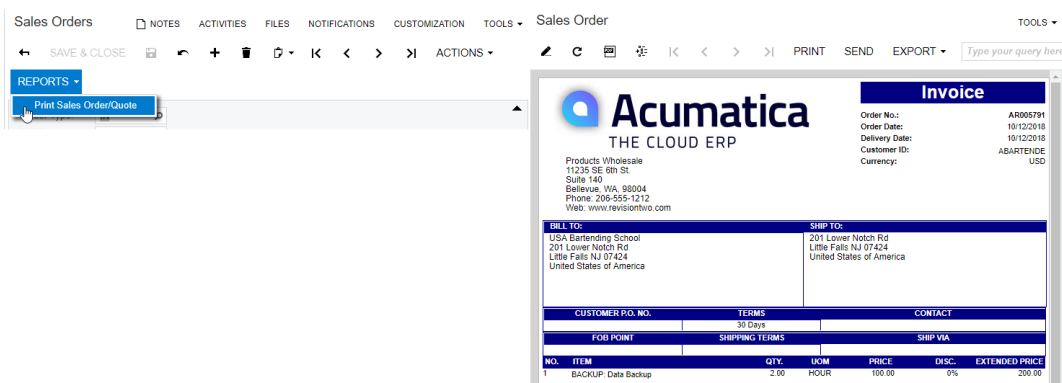 Sales Orders
NOTES ACTIVITIES FILES NOTIFICATIONS CUSTOMIZATION TOOLS
SAVE & CLOSE ACTIONS
REPORTS
Print Sales Order/Quote
Sales Order
TOOLS
PRINT SEND EXPORT Type your query here
Acumatica
THE CLOUD ERP
Products Wholesale
11235 SE 6th St.
Suite 140
Bellevue, WA, 98004
Phone: 206-555-1212
Web: www.revisiontwo.com
Invoice
Order No.: AR005791
Order Date: 10/12/2018
Delivery Date: 10/12/2018
Customer ID: ABARTENDE
Currency: USD
BILL TO: SHIP TO:
USA Bartending School 201 Lower Notch Rd
201 Lower Notch Rd Little Falls NJ 07424
Little Falls NJ 07424 United States of America
United States of America
CUSTOMER P.O. NO. TERMS CONTACT
30 Days
FOB POINT SHIPPING TERMS SHIP VIA
NO. ITEM QTY. UOM PRICE DISC. EXTENDED PRICE
1 BACKUP: Data Backup 2.00 HOUR 100.00 0% 200.00